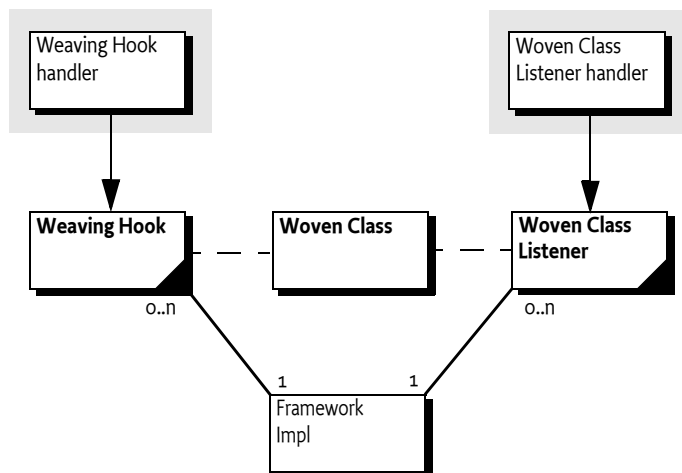 Weaving Hook
handler
Woven Class
Listener handler
Weaving Hook
Woven Class
Woven Class
Listener
0..n
0..n
1
1
Framework
Impl